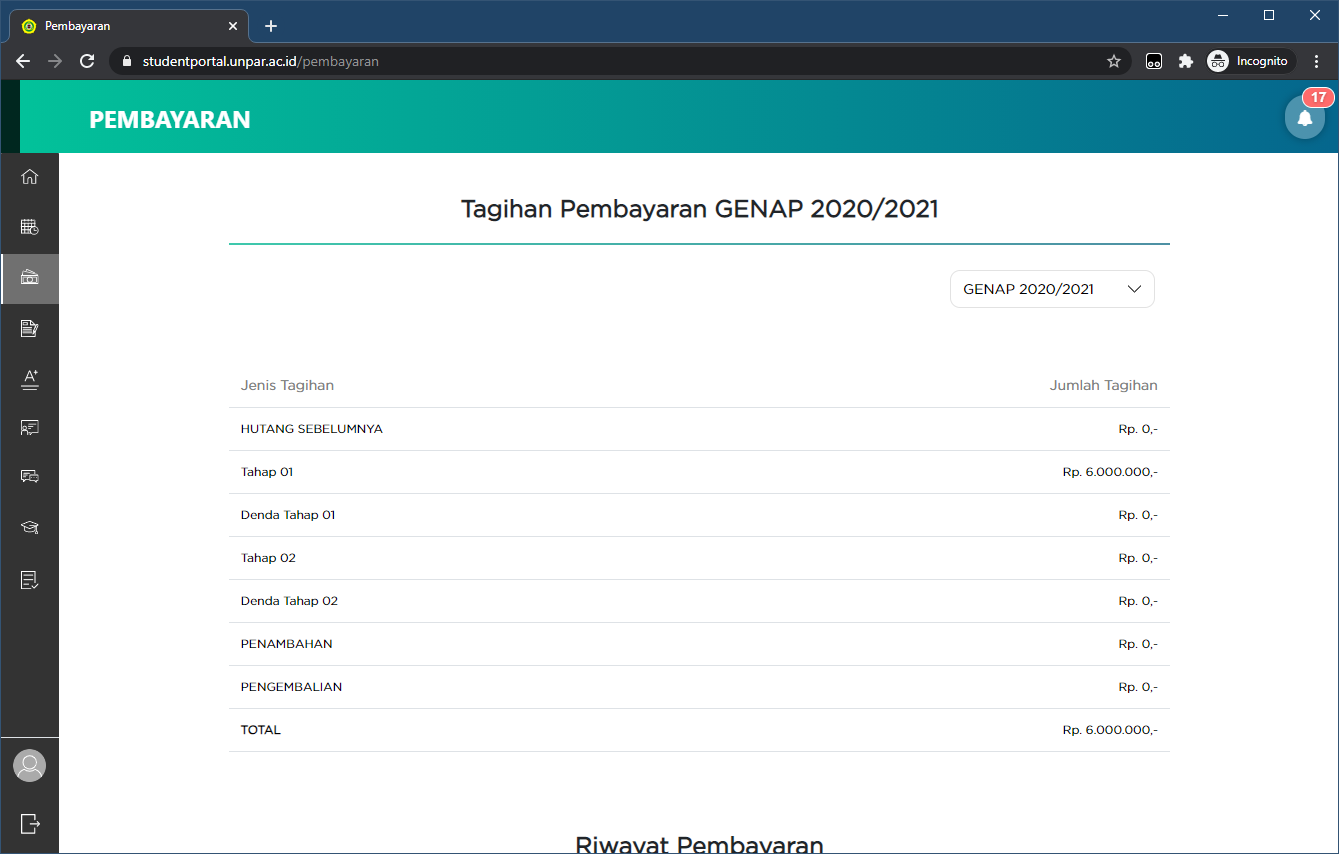 Pembayaran
studentportal.unpar.ac.id/pembayaran
Incognito
PEMBAYARAN
17
Tagihan Pembayaran GENAP 2020/2021
GENAP 2020/2021
Jenis Tagihan Jumlah Tagihan
HUTANG SEBELUMNYA Rp. 0,-
Tahap 01 Rp. 6.000.000,-
Denda Tahap 01 Rp. 0,-
Tahap 02 Rp. 0,-
Denda Tahap 02 Rp. 0,-
PENAMBAHAN Rp. 0,-
PENGEMBALIAN Rp. 0,-
TOTAL Rp. 6.000.000,-
Riwayat Pembayaran